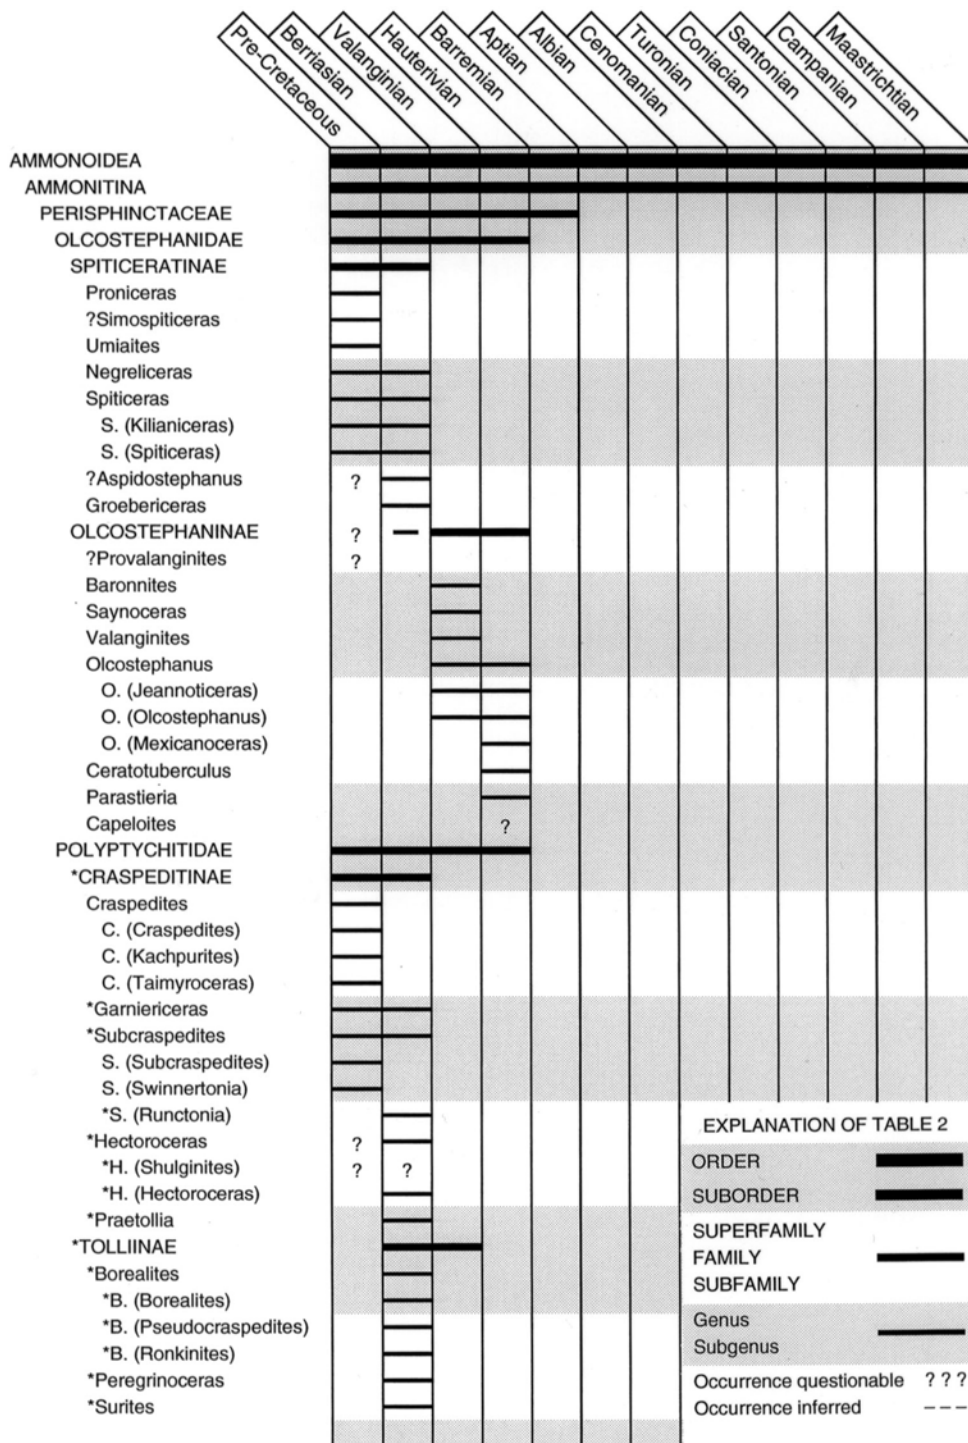 Pre-Cretaceous
Berriasian
Valanginian
Hauterivian
Barremian
Aptian
Albian
Cenomanian
Turonian
Coniacian
Santonian
Campanian
Maastrichtian
AMMONOIDEA
AMMONITINA
PERISPHINCTACEAE
OLCOSTEPHANIDAE
SPITICERATINAE
Proniceras
?Simospiticeras
Umiaites
Negreliceras
Spiticeras
S. (Kilianiceras)
S. (Spiticeras)
?Aspidostephanus ?
Groebericeras
OLCOSTEPHANINAE ?
?Provalanginites ?
Baronnites
Saynoceras
Valanginites
Olcostephanus
O. (Jeannoticeras)
O. (Olcostephanus)
O. (Mexicanoceras)
Ceratotuberculus
Parastieria
Capeloites ?
POLYPTYCHITIDAE
*CRASPEDITINAE
Craspedites
C. (Craspedites)
C. (Kachpurites)
C. (Taimyroceras)
*Garniericeras
*Subcraspedites
S. (Subcraspedites)
S. (Swinnertonia)
*S. (Runctonia)
*Hectoroceras ?
*H. (Shulginites) ? ?
*H. (Hectoroceras)
*Praetollia
*TOLLIINAE
*Borealites
*B. (Borealites)
*B. (Pseudocraspedites)
*B. (Ronkinites)
*Peregrinoceras
*Surites
EXPLANATION OF TABLE 2
ORDER
SUBORDER
SUPERFAMILY
FAMILY
SUBFAMILY
Genus
Subgenus
Occurrence questionable ? ? ?
Occurrence inferred ---